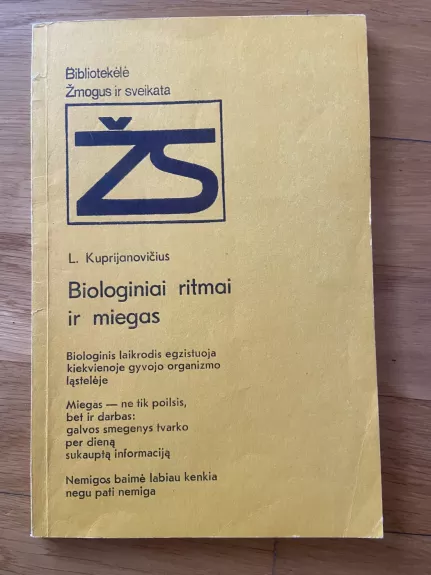 Bibliotekėlė
Žmogus ir sveikata
ŽS
L. Kuprijanovičius
Biologiniai ritmai
ir miegas
Biologinis laikrodis egzistuoja
kiekvienoje gyvojo organizmo
ląstelėje
Miegas — ne tik poilsis,
bet ir darbas:
galvos smegenys tvarko
per dieną
sukauptą informaciją
Nemigos baimė labiau kenkia
negu pati nemiga